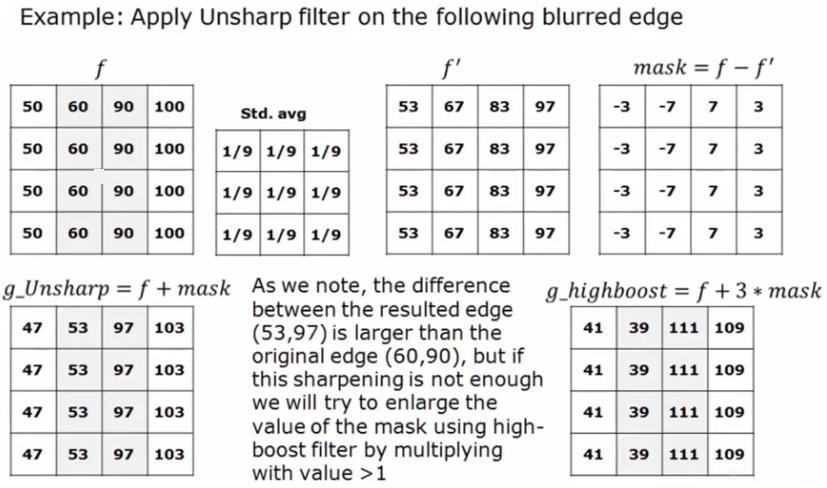 Example: Apply Unsharp filter on the following blurred edge
f
50 60 90 100
50 60 90 100
50 60 90 100
50 60 90 100
Std. avg
1/9 1/9 1/9
1/9 1/9 1/9
1/9 1/9 1/9
f'
53 67 83 97
53 67 83 97
53 67 83 97
53 67 83 97
mask = f − f'
-3 -7 7 3
-3 -7 7 3
-3 -7 7 3
-3 -7 7 3
g_Unsharp = f + mask
47 53 97 103
47 53 97 103
47 53 97 103
47 53 97 103
As we note, the difference
between the resulted edge
(53,97) is larger than the
original edge (60,90), but if
this sharpening is not enough
we will try to enlarge the
value of the mask using high-
boost filter by multiplying
with value >1
g_highboost = f + 3 ∗ mask
41 39 111 109
41 39 111 109
41 39 111 109
41 39 111 109